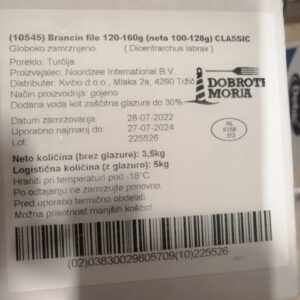 (10545) Brancin file 120-160g (neto 100-128g) CLASSIC
Globoko zamrznjeno. ( Dicentrarchus labrax )
Poreklo: Turčija.
Proizvajalec: Noordzee International B.V.
Distributer: Kvibo d.o.o., Mlaka 2a, 4290 Tržič
Način proizvodnje: gojeno
Dodana voda kot zaščitna glazura do 30%
DOBROTE
MORJA
Datum zamrzovanja: 28-07-2022
Uporabno najmanj do: 27-07-2024
Lot: 225526
NL
6158
EG
Neto količina (brez glazure): 3,5kg
Logistična količina (z glazuro): 5kg
Hraniti pri temperaturi pod -18°C.
Po odtajanju ne zamrzujte ponovno.
Pred uporabo termično obdelati.
Možna prisotnost manjših koščic!
(02)03830029805709(10)225526